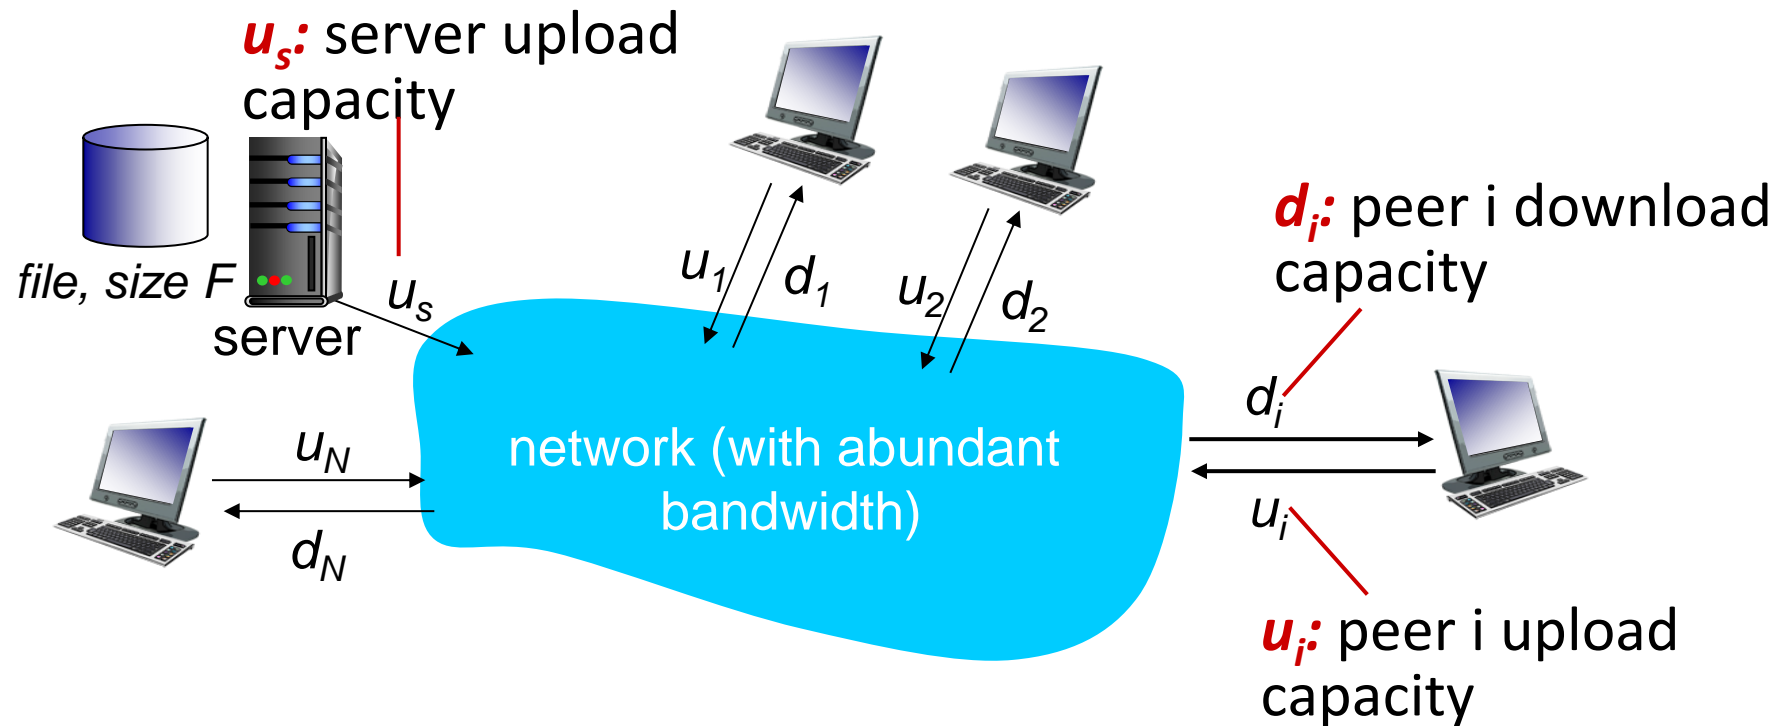 us: server upload
capacity
file, size F
server
us
u1
d1
u2
d2
di: peer i download
capacity
di
ui
uN
dN
network (with abundant
bandwidth)
ui: peer i upload
capacity